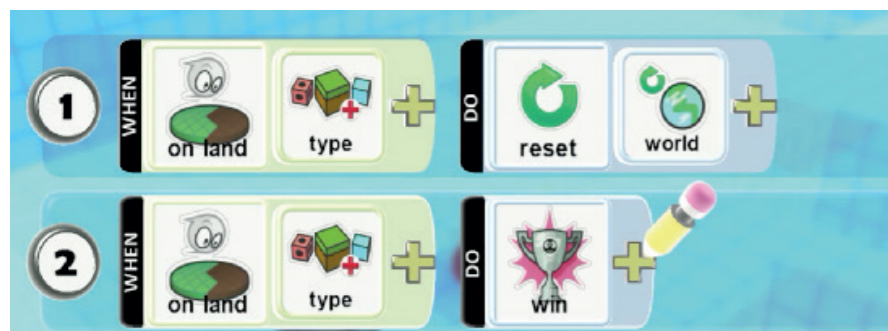 1 WHEN on land type DO reset world
2 WHEN on land type DO win